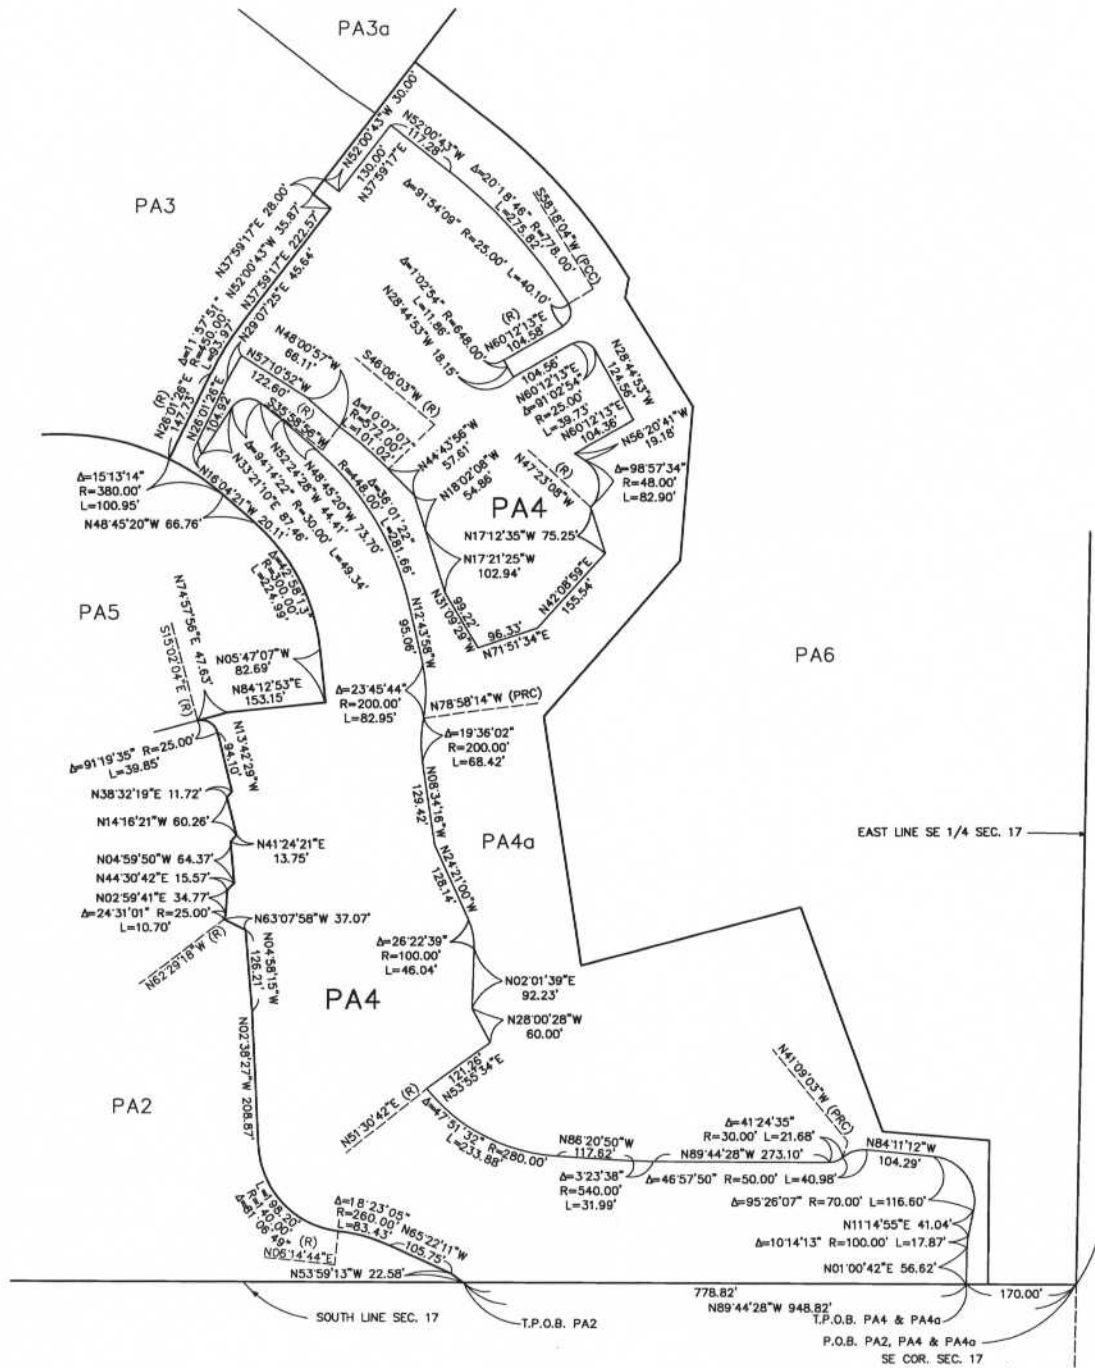 PA3a
N52°00'43"W 30.00'
N52°00'43"W
117.28'
130.00'
N37°59'17"E
PA3
Δ=20°18'46" R=778.00'
L=275.82'
S58°18'04"W (PCC)
Δ=91°54'09" R=25.00' L=40.10'
N37°59'17"E 28.00'
N52°00'43"W 35.87'
N37°59'17"E 222.57'
N29°07'25"E 45.64'
Δ=11°57'51"
R=450.00'
L=93.97'
(R)
N26°01'26"E
147.73'
N26°01'26"E
104.92'
Δ=1°02'54" R=648.00'
L=11.86'
N28°44'53"W 18.15'
(R)
N60°12'13"E
104.58'
104.56'
N60°12'13"E
Δ=91°02'54"
R=25.00'
L=39.73'
N60°12'13"E
104.36'
N28°44'53"W
124.56'
N56°20'41"W
19.18'
N48°00'57"W
66.11'
N57°10'52"W
122.60'
S46°06'03"W (R)
(R)
S35°58'56"W
Δ=10°07'07"
R=572.00'
L=101.02'
N44°43'56"W
57.61'
N18°02'08"W
54.86'
(R)
N47°23'08"W
Δ=98°57'34"
R=48.00'
L=82.90'
PA4
N17°12'35"W 75.25'
N17°21'25"W
102.94'
N42°08'59"E
155.54'
99.22'
N31°09'29"W
96.33'
N71°51'34"E
Δ=15°13'14"
R=380.00'
L=100.95'
N48°45'20"W 66.76'
N16°04'21"W 20.11'
N33°21'10"E 87.46'
Δ=94°14'22" R=30.00' L=49.34'
N52°24'28"W 44.41'
N48°45'20"W 73.70'
Δ=36°01'22"
R=448.00' L=281.66'
Δ=42°58'13"
R=300.00'
L=224.99'
N12°43'58"W
95.06'
PA5
N74°57'56"E 47.63'
S15°02'04"E (R)
N05°47'07"W
82.69'
N84°12'53"E
153.15'
PA6
Δ=23°45'44"
R=200.00'
L=82.95'
N78°58'14"W (PRC)
Δ=19°36'02"
R=200.00'
L=68.42'
Δ=91°19'35" R=25.00'
L=39.85'
N13°42'29"W
94.10'
N38°32'19"E 11.72'
N14°16'21"W 60.26'
N41°24'21"E
13.75'
N08°34'16"W
129.42'
PA4a
EAST LINE SE 1/4 SEC. 17
N04°59'50"W 64.37'
N44°30'42"E 15.57'
N02°59'41"E 34.77'
Δ=24°31'01" R=25.00'
L=10.70'
N24°21'00"W
128.14'
N63°07'58"W 37.07'
N62°29'18"W (R)
N04°58'15"W
126.21'
Δ=26°22'39"
R=100.00'
L=46.04'
N02°01'39"E
92.23'
PA4
N28°00'28"W
60.00'
N02°38'27"W 208.87'
121.26'
N53°55'34"E
PA2
N51°30'42"E (R)
Δ=47°51'32" R=280.00'
L=233.88'
N41°09'03"W (PRC)
Δ=41°24'35"
R=30.00' L=21.68'
N84°11'12"W
104.29'
N86°20'50"W
117.62'
N89°44'28"W 273.10'
Δ=3°23'38"
R=540.00'
L=31.99'
Δ=46°57'50" R=50.00' L=40.98'
Δ=95°26'07" R=70.00' L=116.60'
N11°14'55"E 41.04'
Δ=10°14'13" R=100.00' L=17.87'
N01°00'42"E 56.62'
L=198.20'
R=140.00'
Δ=81°06'49"
(R)
N06°14'44"E
Δ=18°23'05"
R=260.00'
L=83.43'
N65°22'11"W
105.75'
N53°59'13"W 22.58'
778.82'
170.00'
N89°44'28"W 948.82'
SOUTH LINE SEC. 17
T.P.O.B. PA2
T.P.O.B. PA4 & PA4a
P.O.B. PA2, PA4 & PA4a
SE COR. SEC. 17